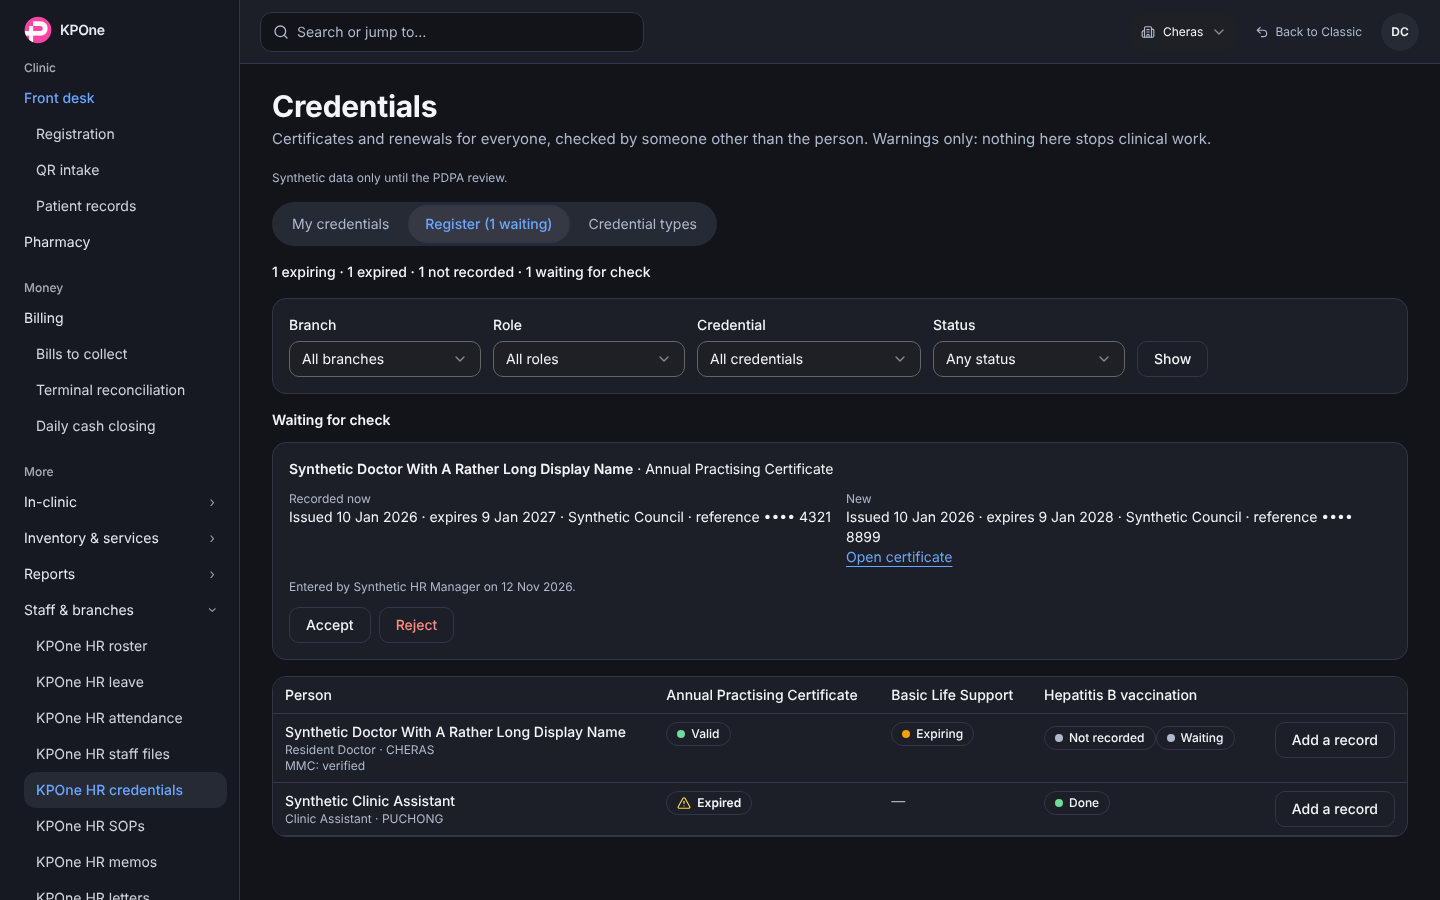 KPOne
Clinic
Front desk
Registration
QR intake
Patient records
Pharmacy
Money
Billing
Bills to collect
Terminal reconciliation
Daily cash closing
More
In-clinic
Inventory & services
Reports
Staff & branches
KPOne HR roster
KPOne HR leave
KPOne HR attendance
KPOne HR staff files
KPOne HR credentials
KPOne HR SOPs
KPOne HR memos
KPOne HR letters
Search or jump to...
Cheras
Back to Classic
DC
Credentials
Certificates and renewals for everyone, checked by someone other than the person. Warnings only: nothing here stops clinical work.
Synthetic data only until the PDPA review.
My credentials
Register (1 waiting)
Credential types
1 expiring · 1 expired · 1 not recorded · 1 waiting for check
Branch
Role
Credential
Status
All branches
All roles
All credentials
Any status
Show
Waiting for check
Synthetic Doctor With A Rather Long Display Name · Annual Practising Certificate
Recorded now
Issued 10 Jan 2026 · expires 9 Jan 2027 · Synthetic Council · reference •••• 4321
New
Issued 10 Jan 2026 · expires 9 Jan 2028 · Synthetic Council · reference ••••
8899
Open certificate
Entered by Synthetic HR Manager on 12 Nov 2026.
Accept
Reject
Person
Annual Practising Certificate
Basic Life Support
Hepatitis B vaccination
Synthetic Doctor With A Rather Long Display Name
Resident Doctor · CHERAS
MMC: verified
Valid
Expiring
Not recorded
Waiting
Add a record
Synthetic Clinic Assistant
Clinic Assistant · PUCHONG
Expired
—
Done
Add a record